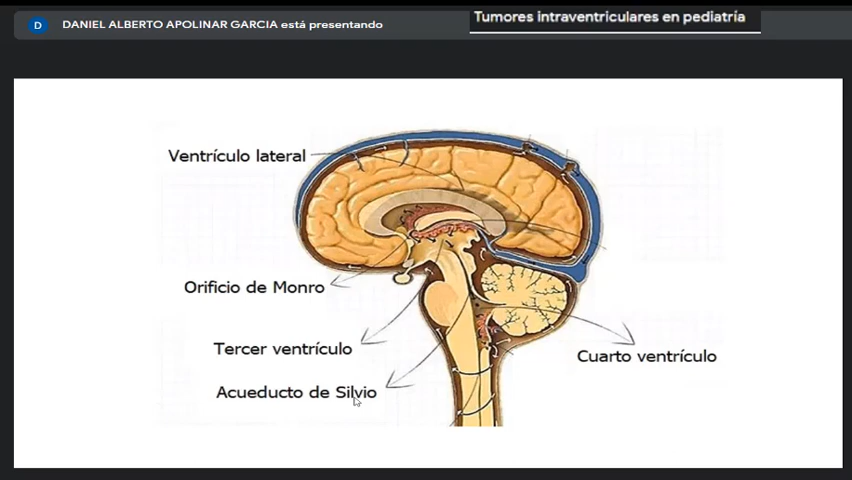 D DANIEL ALBERTO APOLINAR GARCIA está presentando
Tumores intraventriculares en pediatría
Ventrículo lateral
Orificio de Monro
Tercer ventrículo
Cuarto ventrículo
Acueducto de Silvio